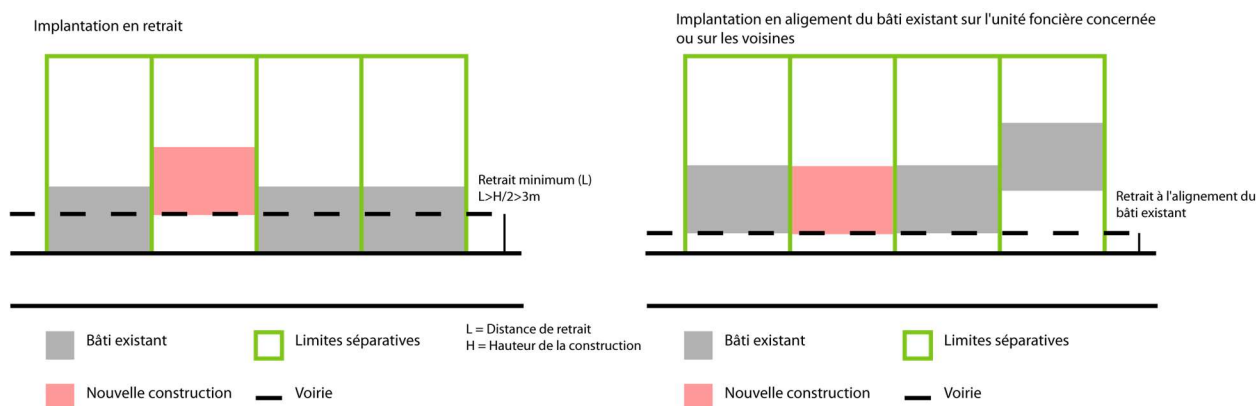 Implantation en retrait
Retrait minimum (L)
L>H/2>3m
Bâti existant
Limites séparatives
L = Distance de retrait
H = Hauteur de la construction
Nouvelle construction
Voirie
Implantation en aligement du bâti existant sur l'unité foncière concernée
ou sur les voisines
Retrait à l'alignement du
bâti existant
Bâti existant
Limites séparatives
Nouvelle construction
Voirie